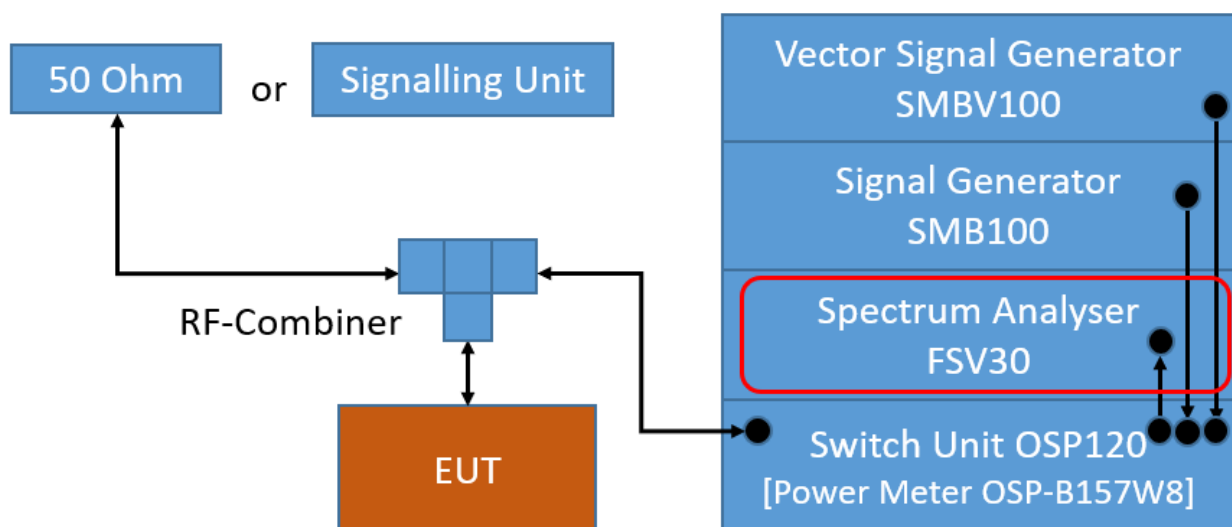 50 Ohm
or
Signalling Unit
RF-Combiner
EUT
Vector Signal Generator
SMBV100
Signal Generator
SMB100
Spectrum Analyser
FSV30
Switch Unit OSP120
[Power Meter OSP-B157W8]